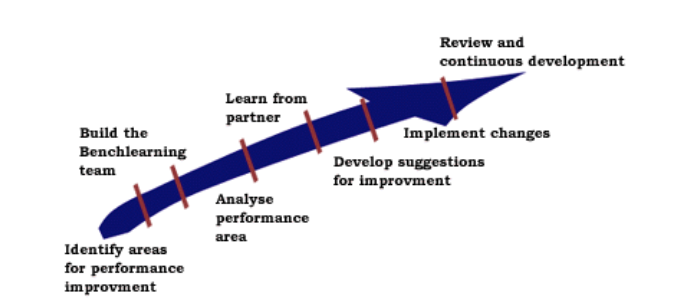 Review and
continuous development
Learn from
partner
Implement changes
Build the
Benchlearning
team
Develop suggestions
for improvment
Analyse
performance
area
Identify areas
for performance
improvment